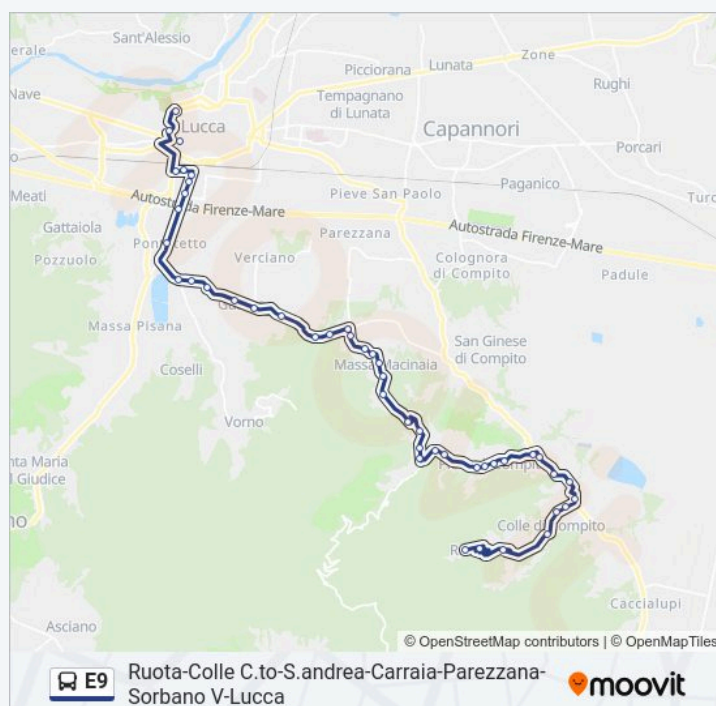 Sant'Alessio
Zone
Picciorana
Lunata
Nave
Rughi
Tempagnano
di Lunata
Lucca
Capannori
Porcari
Paganico
Meati
Pieve San Paolo
Autostrada Firenze-Mare
Gattaiola
Parezzana
Autostrada Firenze-Mare
Pozzuolo
Verciano
Colognora
di Compito
Padule
Massa Pisana
San Ginese
di Compito
Coselli
Massa Macinaia
Vorno
Colle di Compito
Caccialupi
Asciano
© OpenStreetMap contributors | © OpenMapTiles
E9
Ruota-Colle C.to-S.andrea-Carraia-Parezzana-
Sorbano V-Lucca
moovit